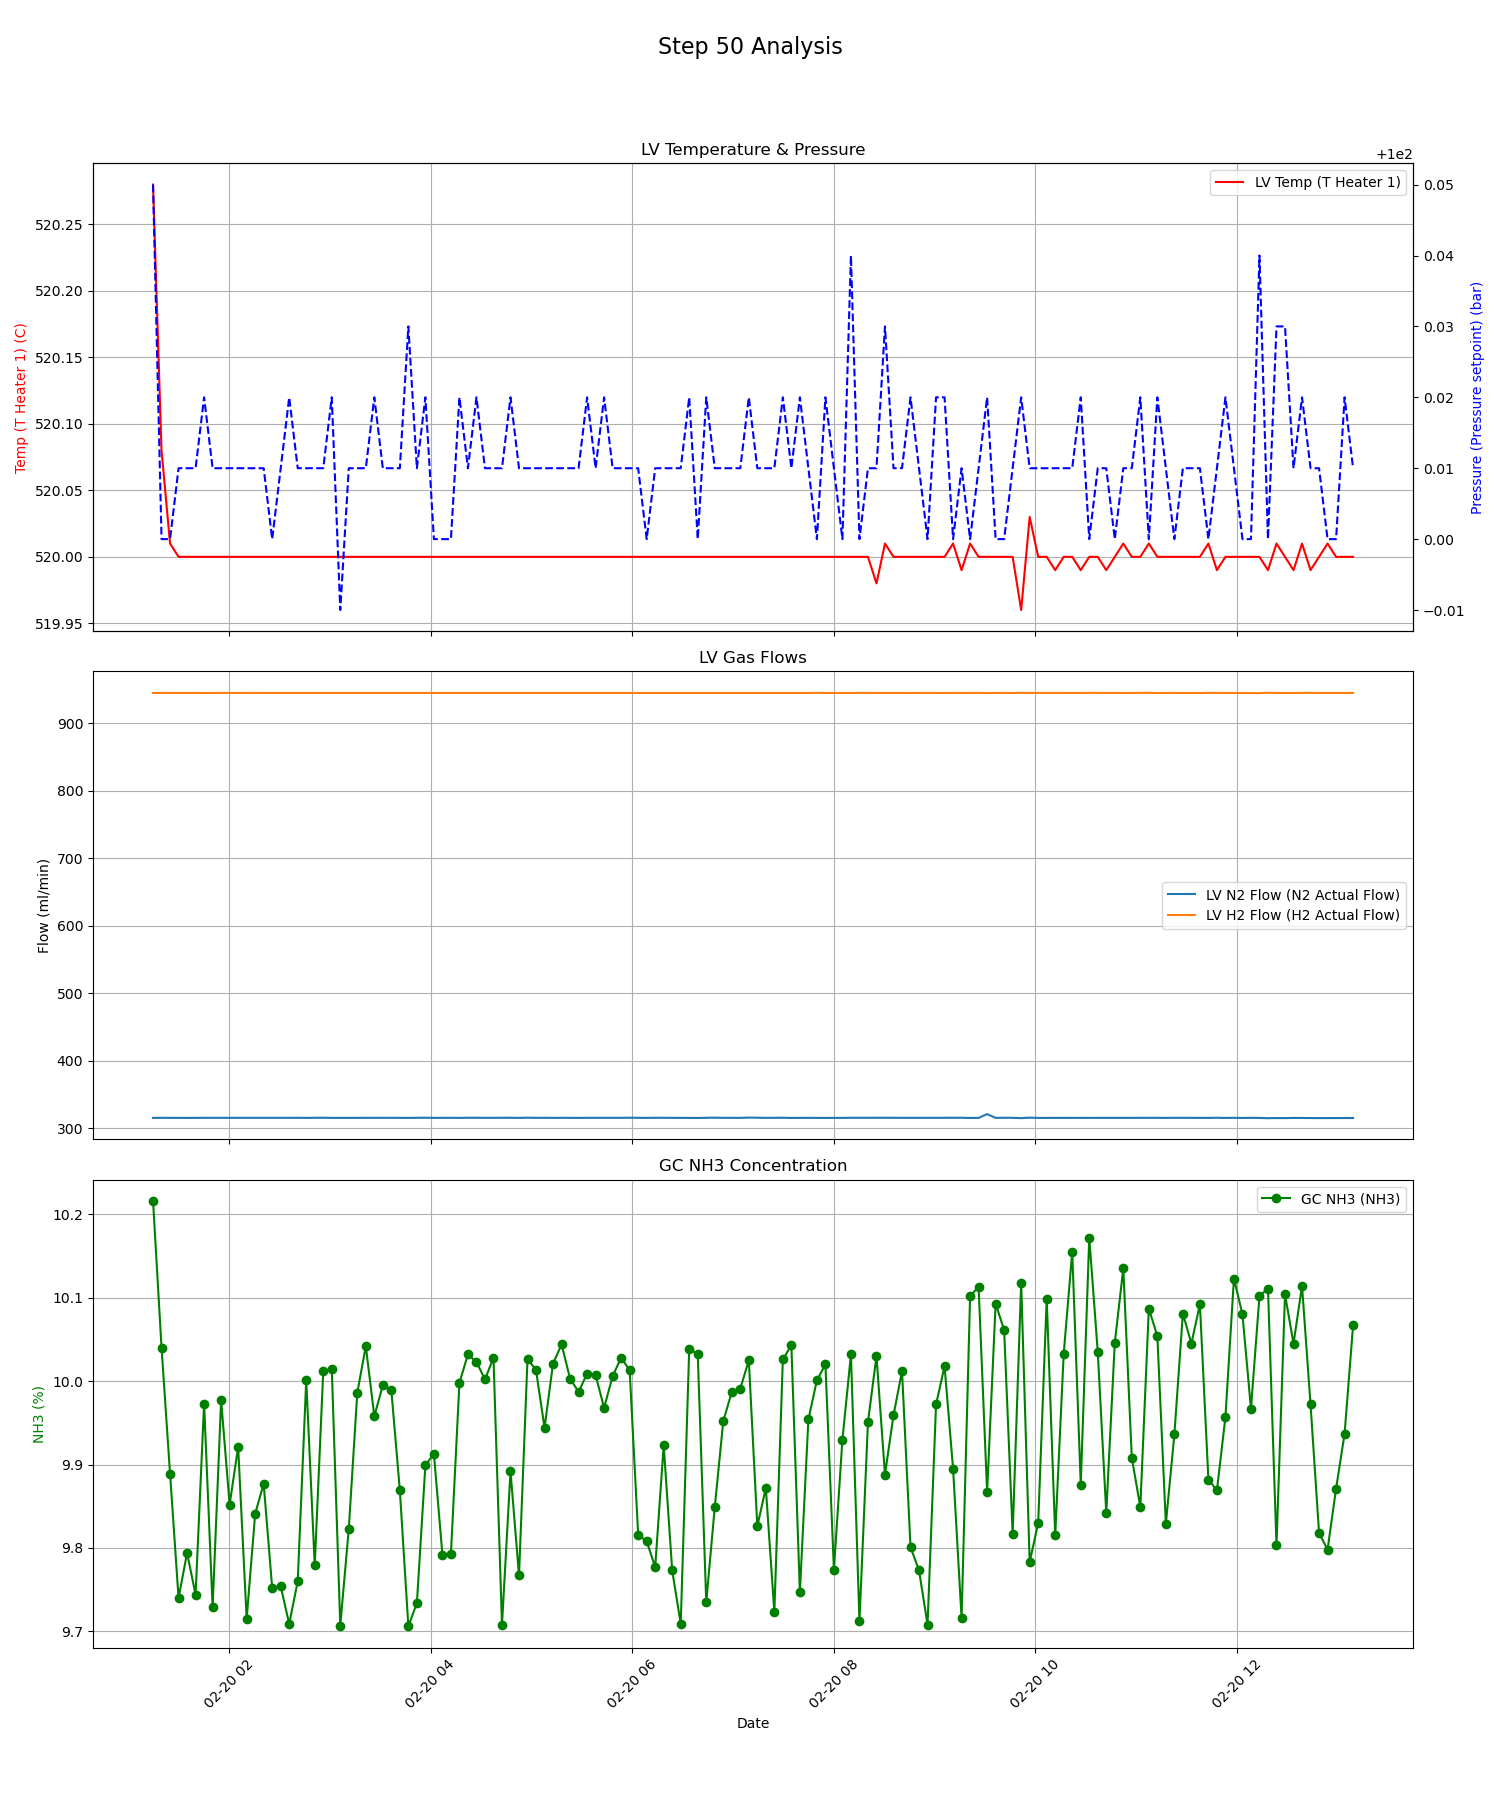 Step 50 Analysis
LV Temperature & Pressure
+1e2
LV Temp (T Heater 1)
520.25
520.20
520.15
520.10
520.05
520.00
519.95
Temp (T Heater 1) (C)
0.05
0.04
0.03
0.02
0.01
0.00
−0.01
Pressure (Pressure setpoint) (bar)
LV Gas Flows
900
800
700
600
500
400
300
Flow (ml/min)
LV N2 Flow (N2 Actual Flow)
LV H2 Flow (H2 Actual Flow)
GC NH3 Concentration
GC NH3 (NH3)
10.2
10.1
10.0
9.9
9.8
9.7
NH3 (%)
02-20 02
02-20 04
02-20 06
02-20 08
02-20 10
02-20 12
Date